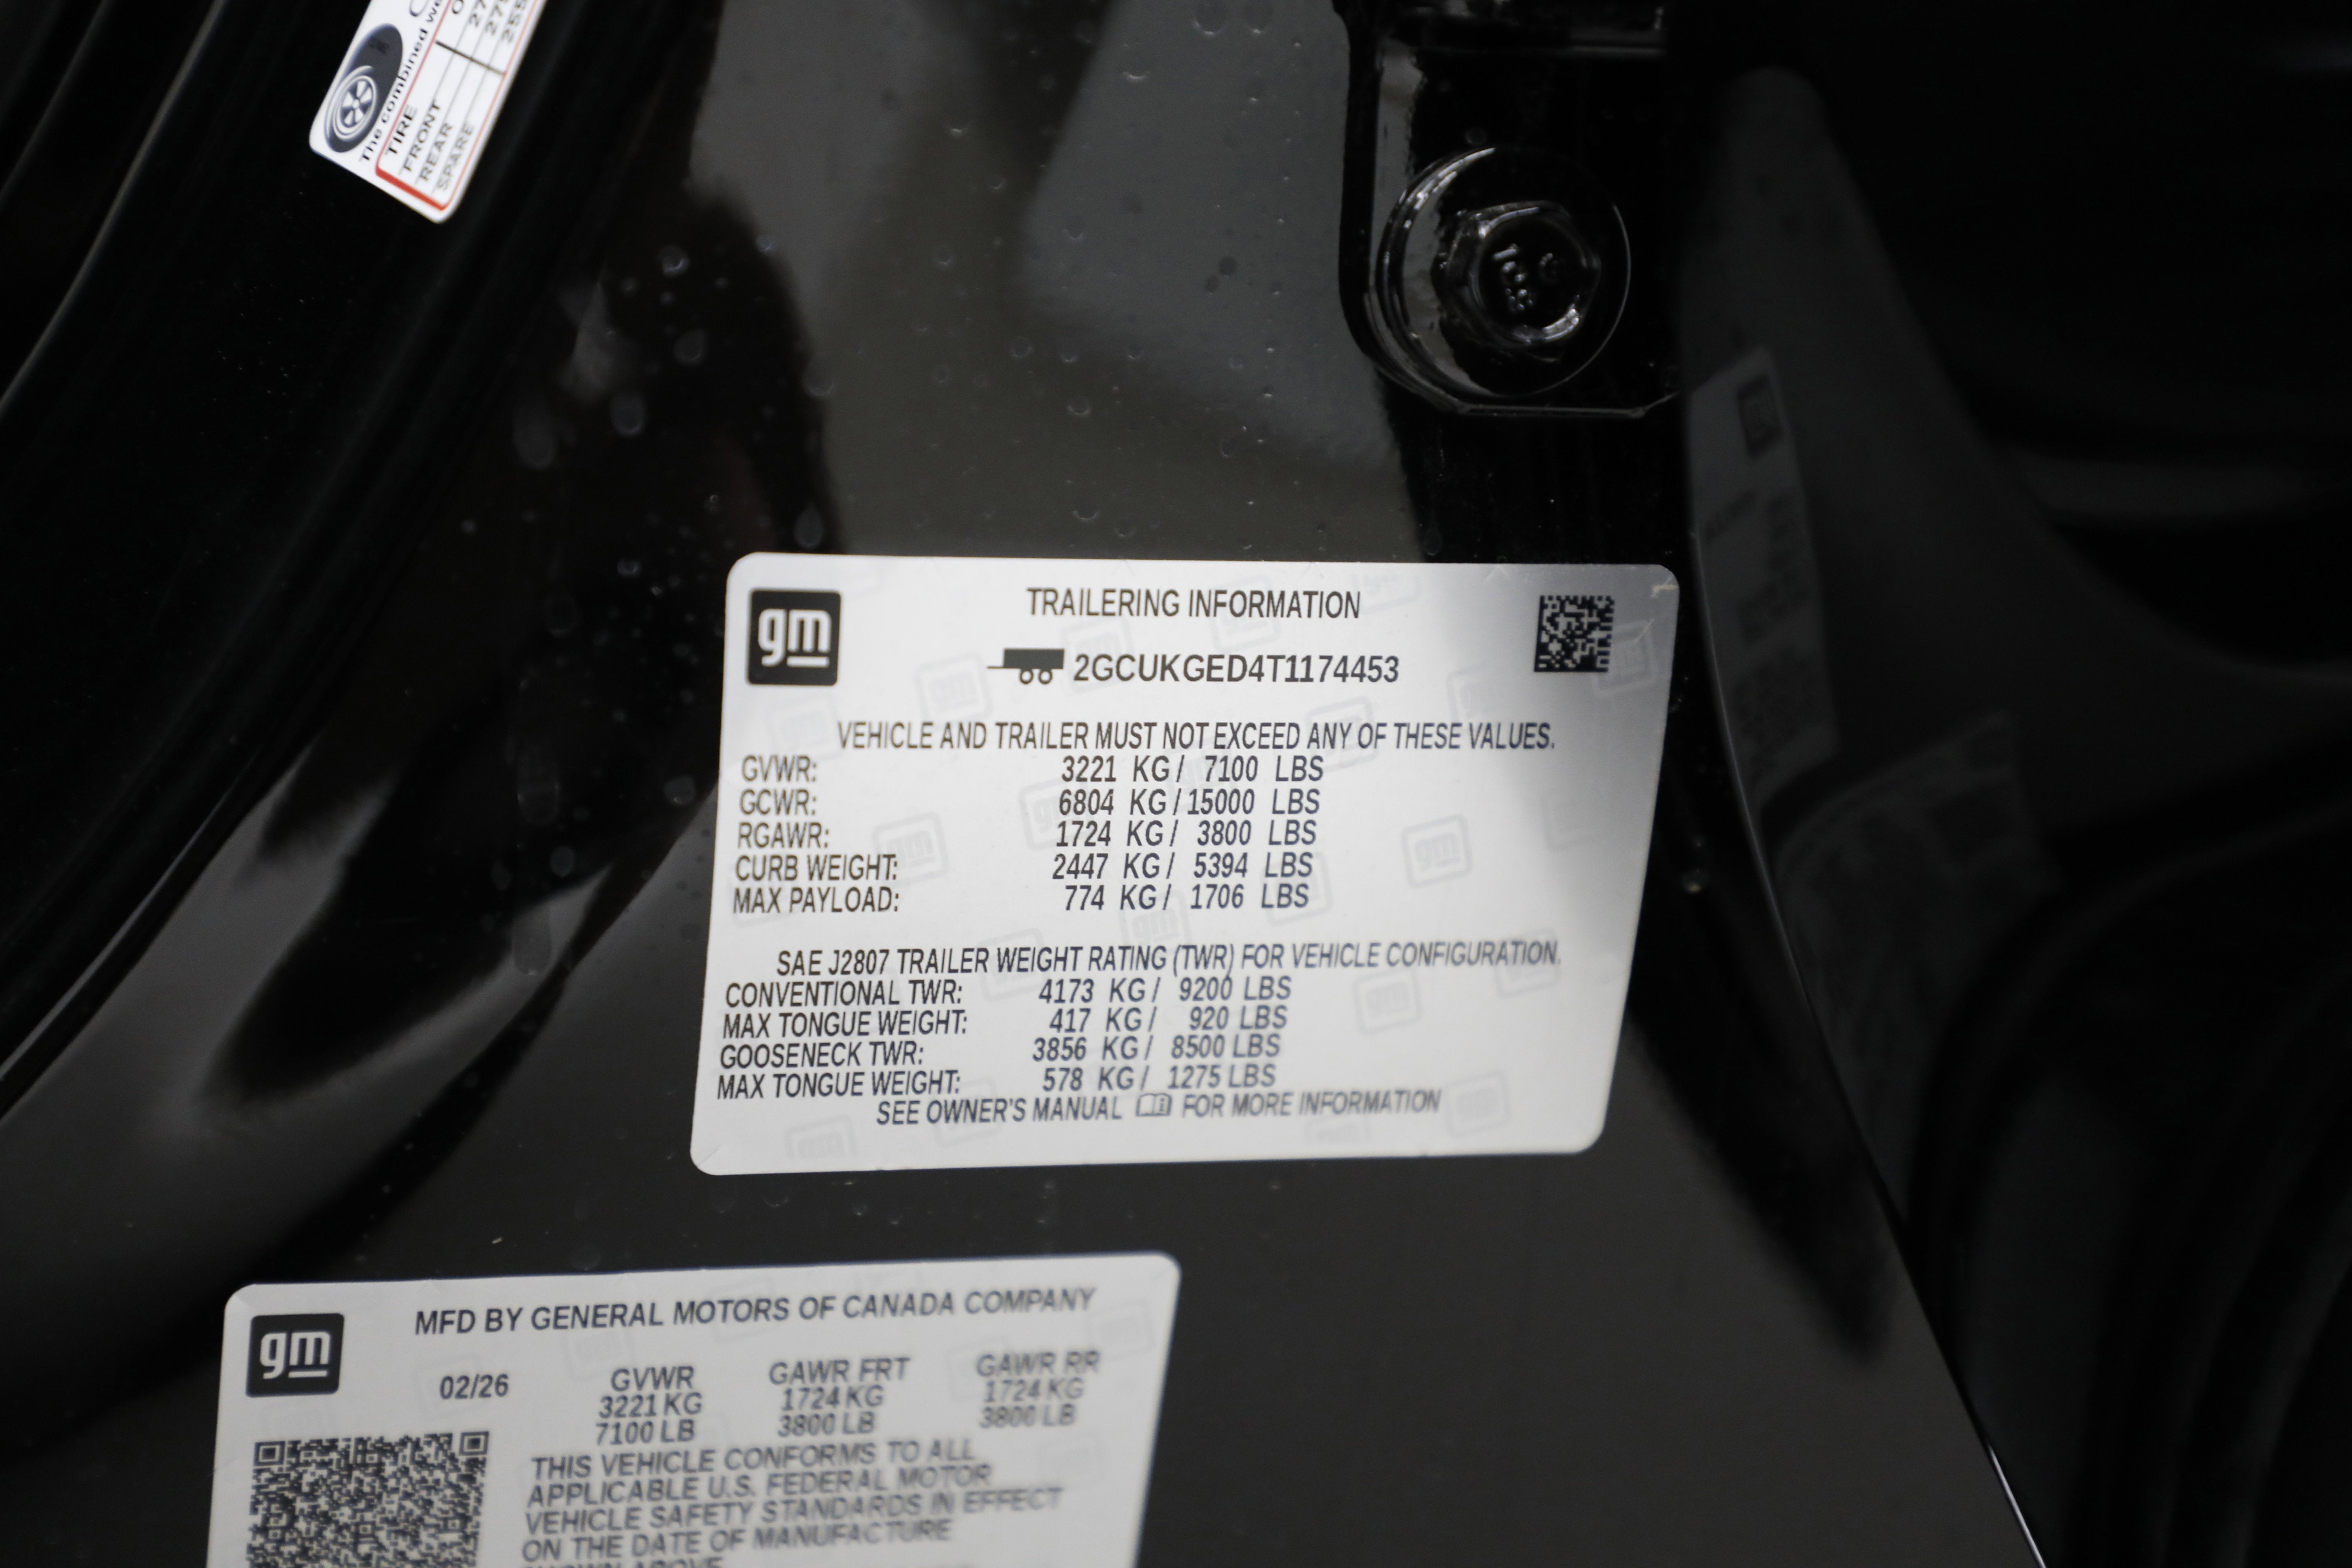 The combined
TIRE
FRONT
REAR
SPARE
gm
TRAILERING INFORMATION
2GCUKGED4T1174453
VEHICLE AND TRAILER MUST NOT EXCEED ANY OF THESE VALUES.
GVWR: 3221 KG / 7100 LBS
GCWR: 6804 KG / 15000 LBS
RGAWR: 1724 KG / 3800 LBS
CURB WEIGHT: 2447 KG / 5394 LBS
MAX PAYLOAD: 774 KG / 1706 LBS
SAE J2807 TRAILER WEIGHT RATING (TWR) FOR VEHICLE CONFIGURATION.
CONVENTIONAL TWR: 4173 KG / 9200 LBS
MAX TONGUE WEIGHT: 417 KG / 920 LBS
GOOSENECK TWR: 3856 KG / 8500 LBS
MAX TONGUE WEIGHT: 578 KG / 1275 LBS
SEE OWNER'S MANUAL FOR MORE INFORMATION
gm
MFD BY GENERAL MOTORS OF CANADA COMPANY
02/26 GVWR GAWR FRT GAWR RR
3221 KG 1724 KG 1724 KG
7100 LB 3800 LB 3800 LB
THIS VEHICLE CONFORMS TO ALL
APPLICABLE U.S. FEDERAL MOTOR
VEHICLE SAFETY STANDARDS IN EFFECT
ON THE DATE OF MANUFACTURE